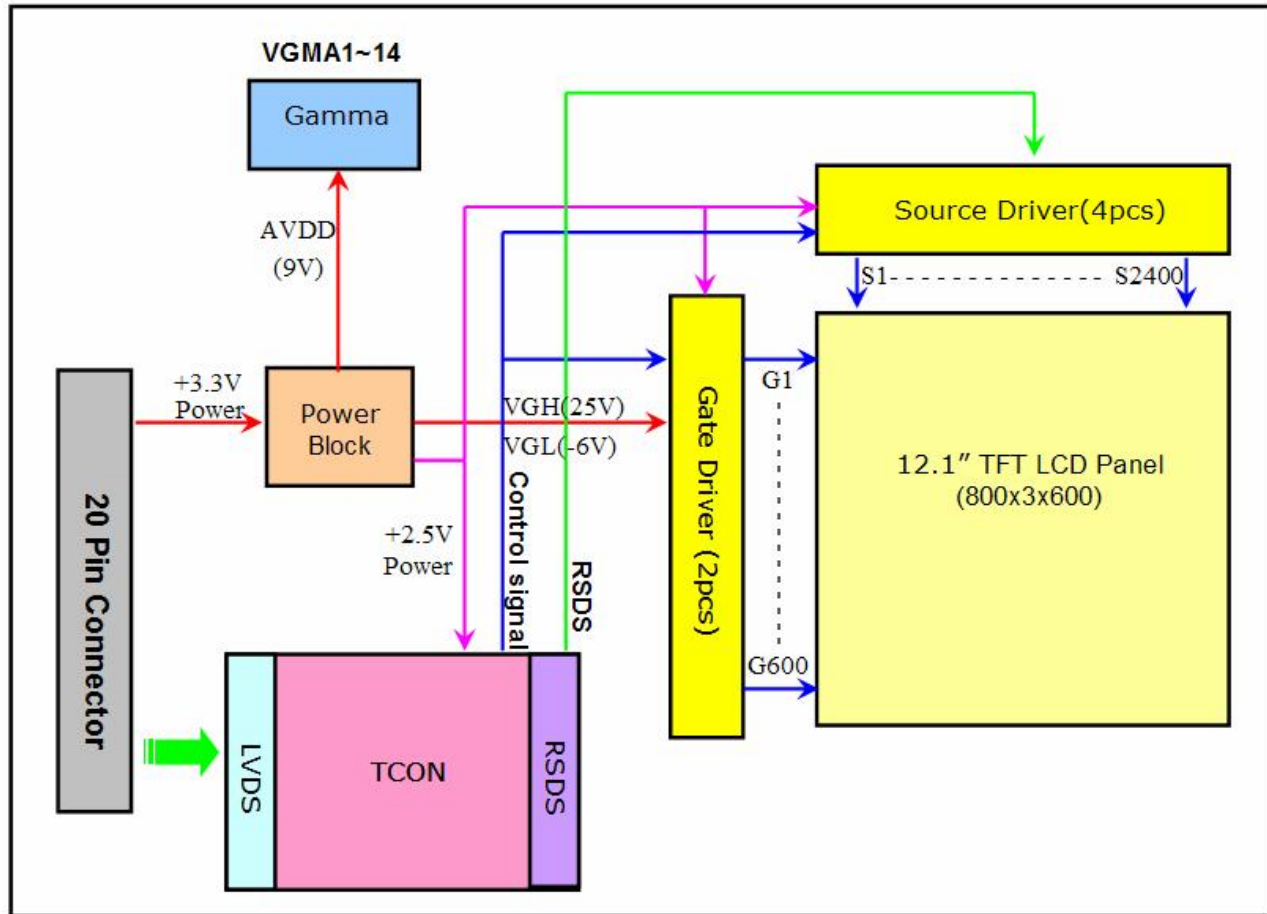 VGMA1~14
Gamma
AVDD
(9V)
Source Driver(4pcs)
S1
S2400
+3.3V
Power
Power
Block
VGH(25V)
VGL(-6V)
G1
Gate Driver (2pcs)
12.1" TFT LCD Panel
(800x3x600)
20 Pin Connector
+2.5V
Power
Control signal
RSDS
G600
LVDS
TCON
RSDS